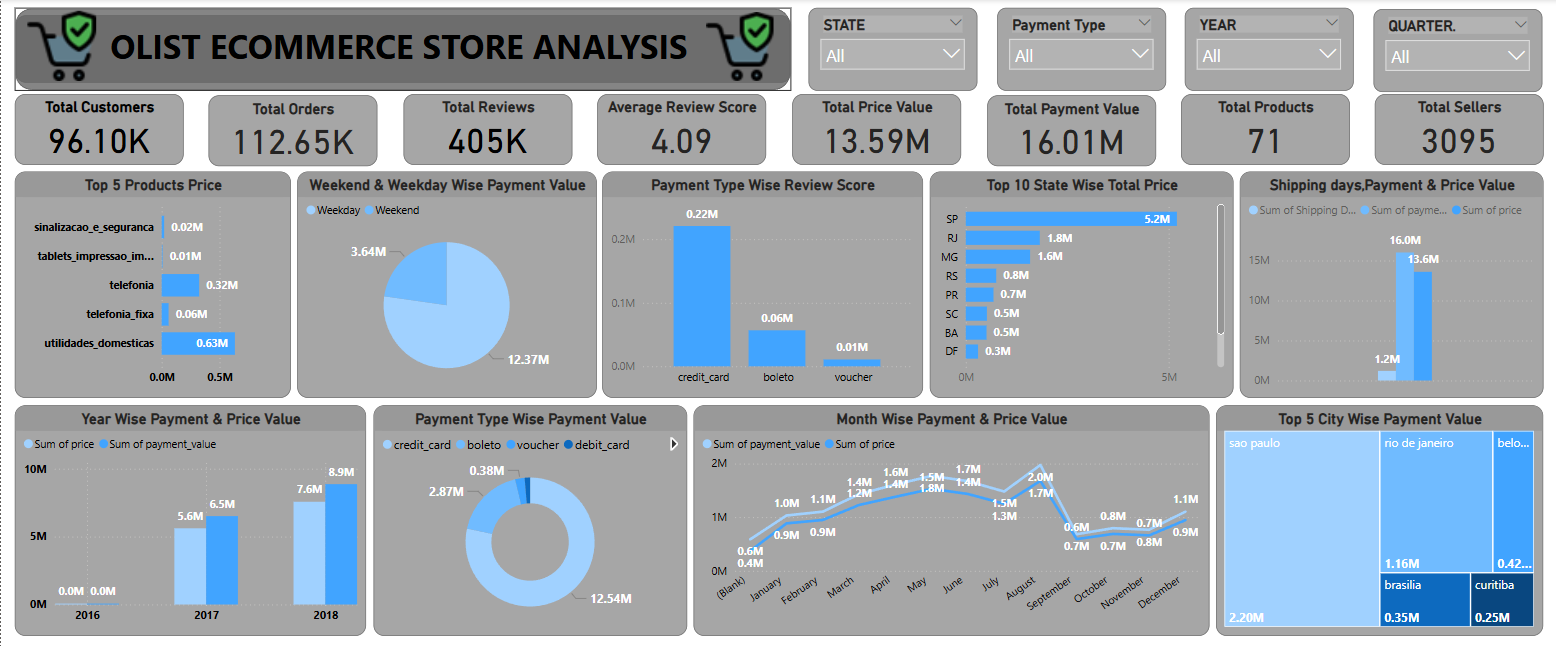 OLIST ECOMMERCE STORE ANALYSIS
STATE
All
Payment Type
All
YEAR
All
QUARTER.
All
Total Customers
96.10K
Total Orders
112.65K
Total Reviews
405K
Average Review Score
4.09
Total Price Value
13.59M
Total Payment Value
16.01M
Total Products
71
Total Sellers
3095
Top 5 Products Price
sinalizacao_e_seguranca 0.02M
tablets_impressao_im... 0.01M
telefonia 0.32M
telefonia_fixa 0.06M
utilidades_domesticas 0.63M
0.0M 0.5M
Weekend & Weekday Wise Payment Value
Weekday Weekend
3.64M
12.37M
Payment Type Wise Review Score
0.22M
0.2M
0.1M
0.06M
0.01M
0.0M
credit_card boleto voucher
Top 10 State Wise Total Price
SP 5.2M
RJ 1.8M
MG 1.6M
RS 0.8M
PR 0.7M
SC 0.5M
BA 0.5M
DF 0.3M
0M 5M
Shipping days,Payment & Price Value
Sum of Shipping D... Sum of payme... Sum of price
16.0M
15M 13.6M
10M
5M
1.2M
0M
Year Wise Payment & Price Value
Sum of price Sum of payment_value
10M
8.9M
7.6M
6.5M
5.6M
5M
0.0M 0.0M
0M
2016 2017 2018
Payment Type Wise Payment Value
credit_card boleto voucher debit_card
0.38M
2.87M
12.54M
Month Wise Payment & Price Value
Sum of payment_value Sum of price
2M
1.0M 1.1M 1.4M 1.6M 1.5M 1.7M 1.5M 2.0M 0.6M 0.8M 0.7M 1.1M
1M
0.6M 0.9M 0.9M 1.2M 1.4M 1.8M 1.4M 1.3M 1.7M 0.7M 0.7M 0.8M 0.9M
0.4M
0M
(Blank) January February March April May June July August September October November December
Top 5 City Wise Payment Value
sao paulo
2.20M
rio de janeiro
1.16M
belo...
0.42...
brasilia
0.35M
curitiba
0.25M